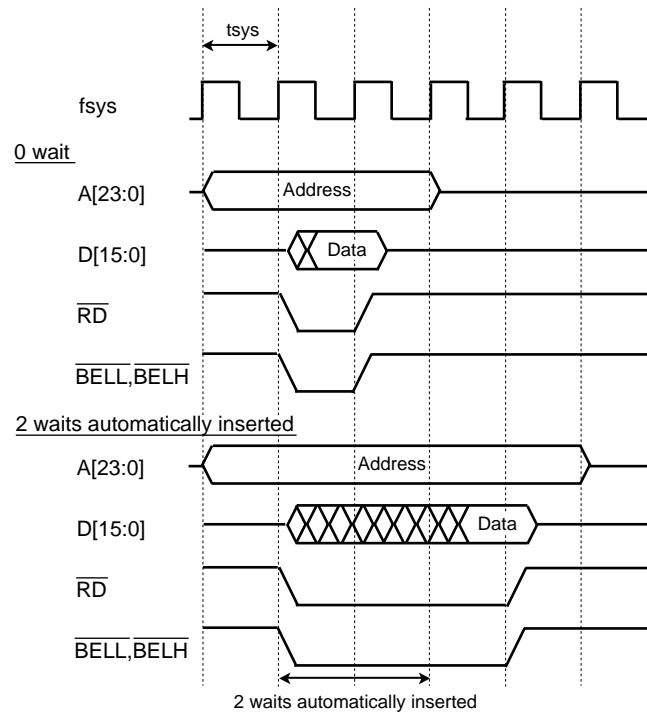 tsys
fsys
0 wait
A[23:0]
Address
D[15:0]
Data
RD
BELL,BELH
2 waits automatically inserted
A[23:0]
Address
D[15:0]
Data
RD
BELL,BELH
2 waits automatically inserted